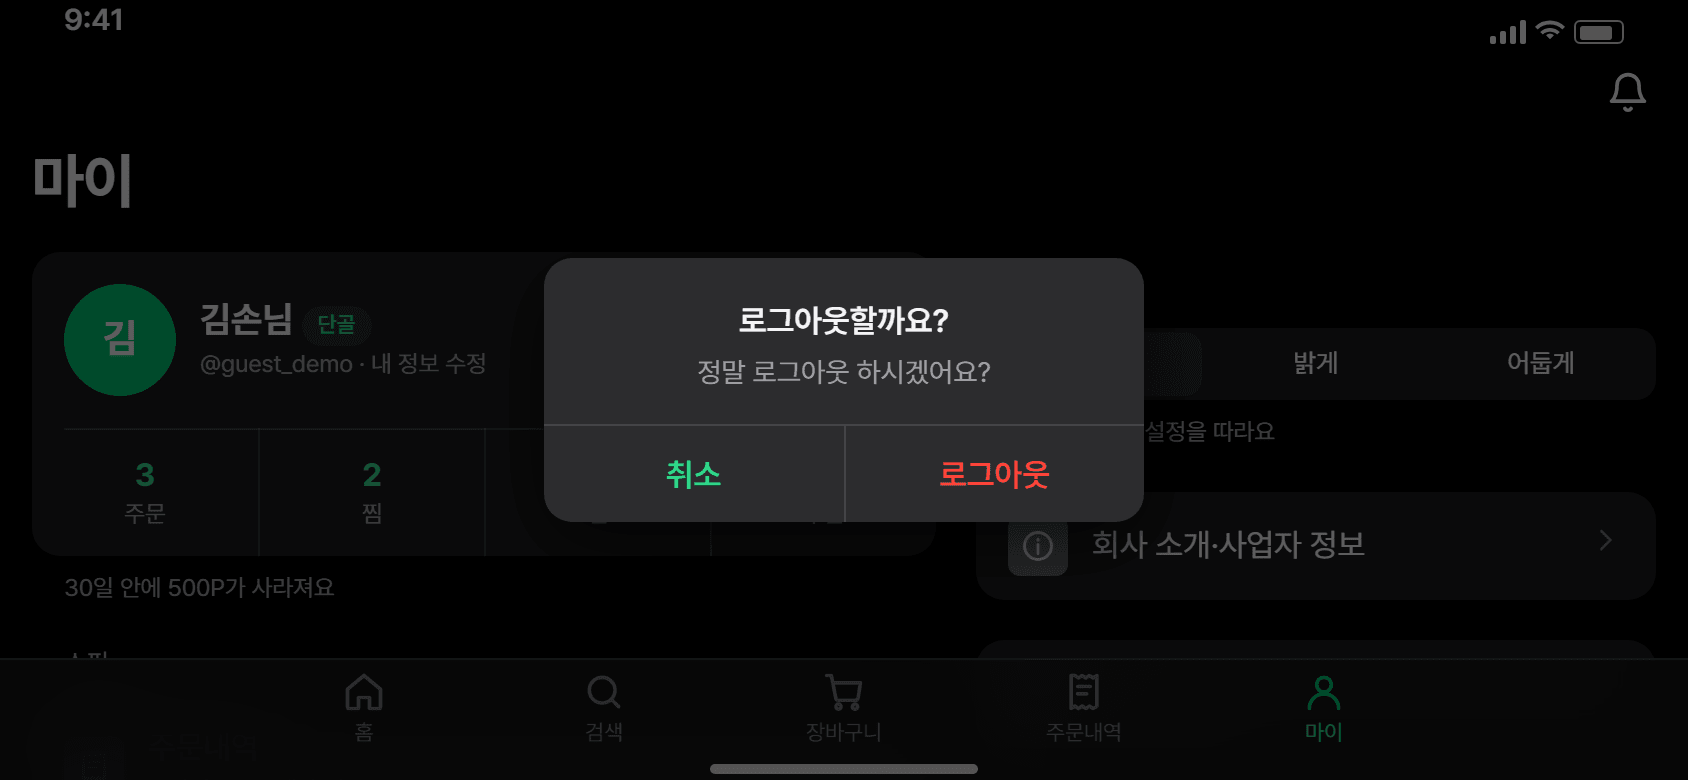 9:41
마이
김
김손님 단골
@guest_demo · 내 정보 수정
3
주문
2
찜
30일 안에 500P가 사라져요
로그아웃할까요?
정말 로그아웃 하시겠어요?
취소
로그아웃
밝게
어둡게
설정을 따라요
회사 소개·사업자 정보
주문내역
홈
검색
장바구니
주문내역
마이